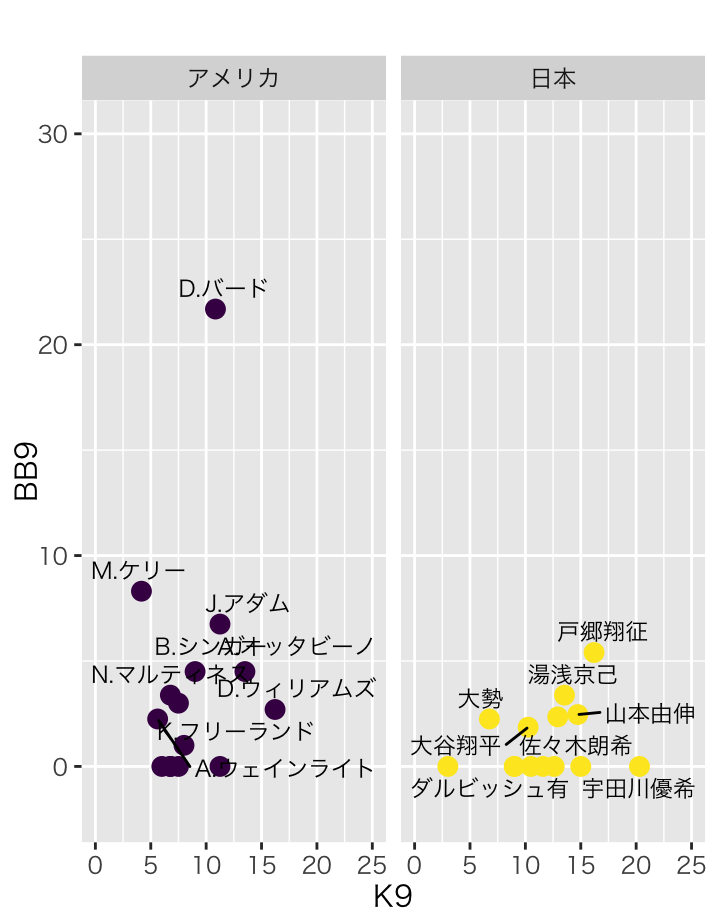 アメリカ
日本
30
20
10
0
BB9
D.バード
M.ケリー
J.アダム
B.シンガー
A.オッタビーノ
N.マルティネス
D.ウィリアムズ
K.フリーランド
A.ウェインライト
戸郷翔征
湯浅京己
大勢
山本由伸
大谷翔平
佐々木朗希
ダルビッシュ有
宇田川優希
0 5 10 15 20 25
0 5 10 15 20 25
K9